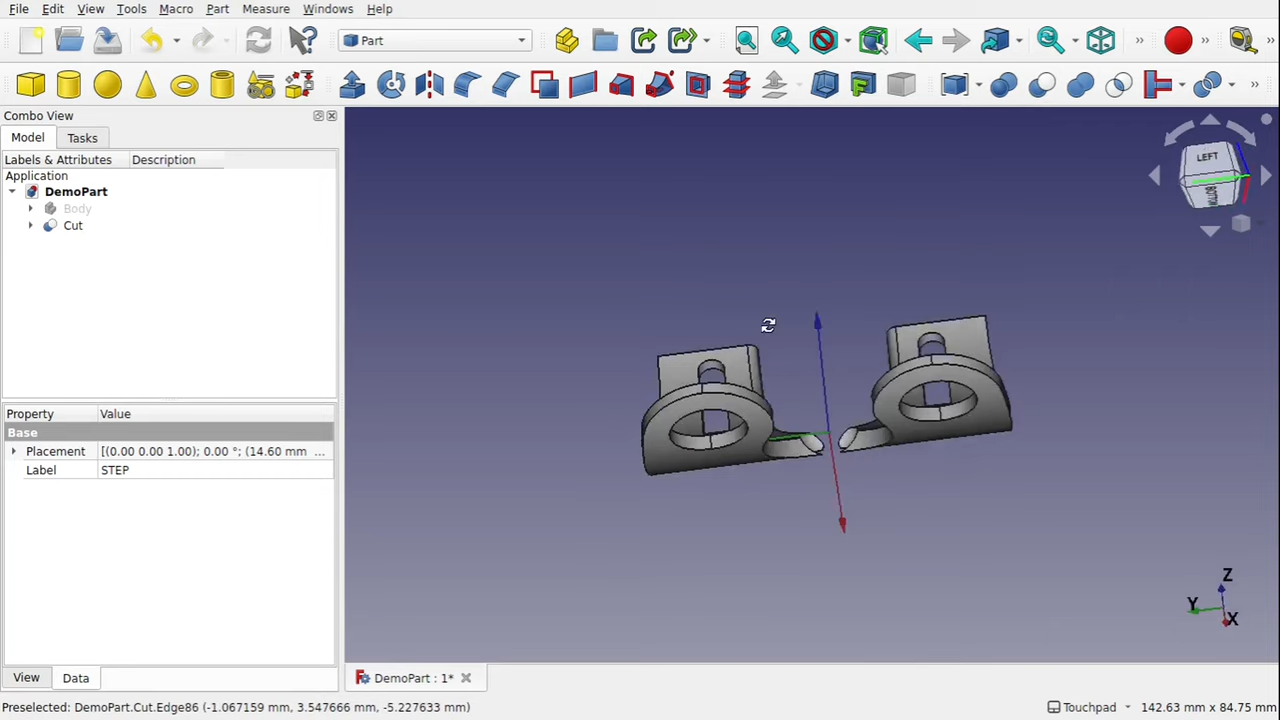 File Edit View Tools Macro Part Measure Windows Help
Part
Combo View
Model Tasks
Labels & Attributes Description
Application
DemoPart
Body
Cut
Property Value
Base
Placement [(0.00 0.00 1.00); 0.00 °; (14.60 mm ...
Label STEP
View Data
LEFT
BOTTOM
Z
Y
X
DemoPart : 1*
Preselected: DemoPart.Cut.Edge86 (-1.067159 mm, 3.547666 mm, -5.227633 mm)
Touchpad 142.63 mm x 84.75 mm